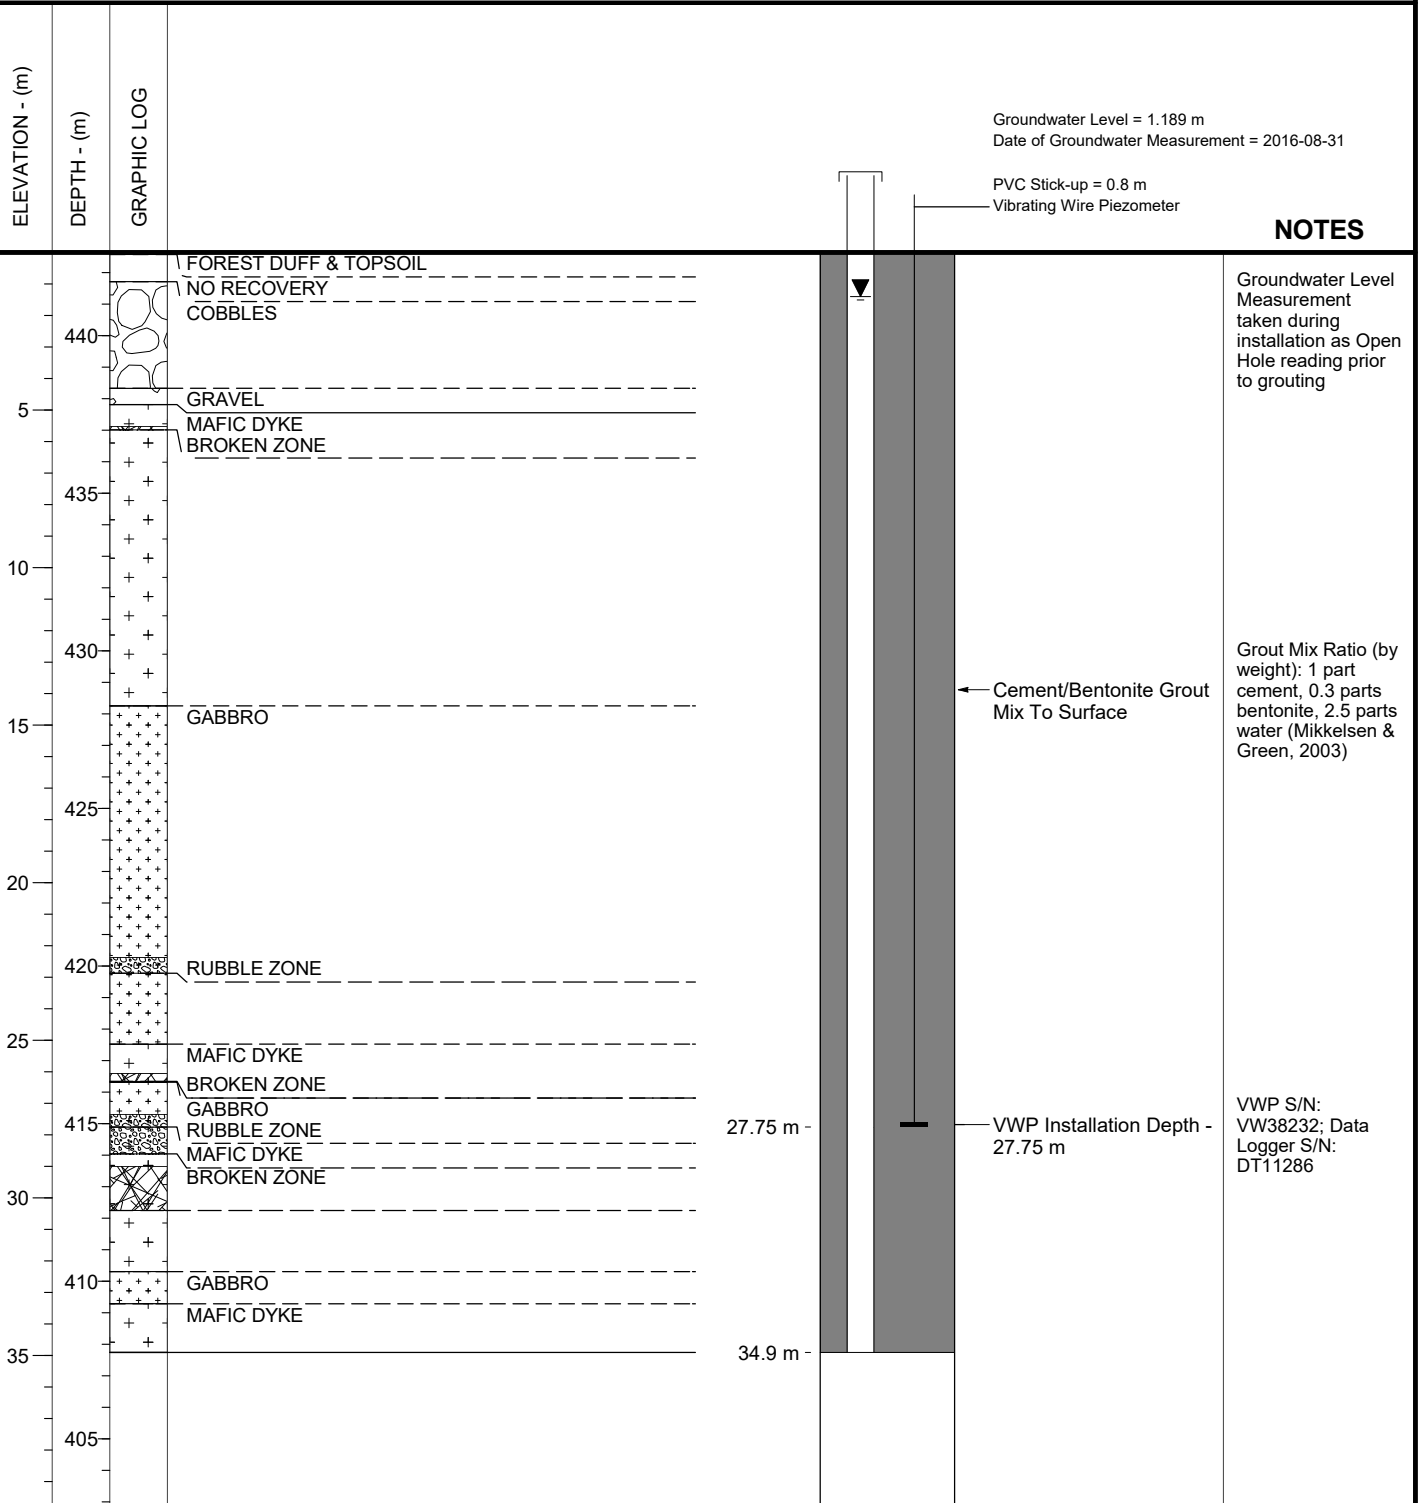 ELEVATION - (m)
DEPTH - (m)
GRAPHIC LOG
Groundwater Level = 1.189 m
Date of Groundwater Measurement = 2016-08-31
PVC Stick-up = 0.8 m
Vibrating Wire Piezometer
NOTES
FOREST DUFF & TOPSOIL
NO RECOVERY
COBBLES
440
GRAVEL
5
MAFIC DYKE
BROKEN ZONE
435
10
430
GABBRO
15
425
20
420
RUBBLE ZONE
25
MAFIC DYKE
BROKEN ZONE
GABBRO
415
RUBBLE ZONE
MAFIC DYKE
BROKEN ZONE
30
410
GABBRO
MAFIC DYKE
35
405
27.75 m
34.9 m
Cement/Bentonite Grout
Mix To Surface
VWP Installation Depth -
27.75 m
Groundwater Level
Measurement
taken during
installation as Open
Hole reading prior
to grouting
Grout Mix Ratio (by
weight): 1 part
cement, 0.3 parts
bentonite, 2.5 parts
water (Mikkelsen &
Green, 2003)
VWP S/N:
VW38232; Data
Logger S/N:
DT11286